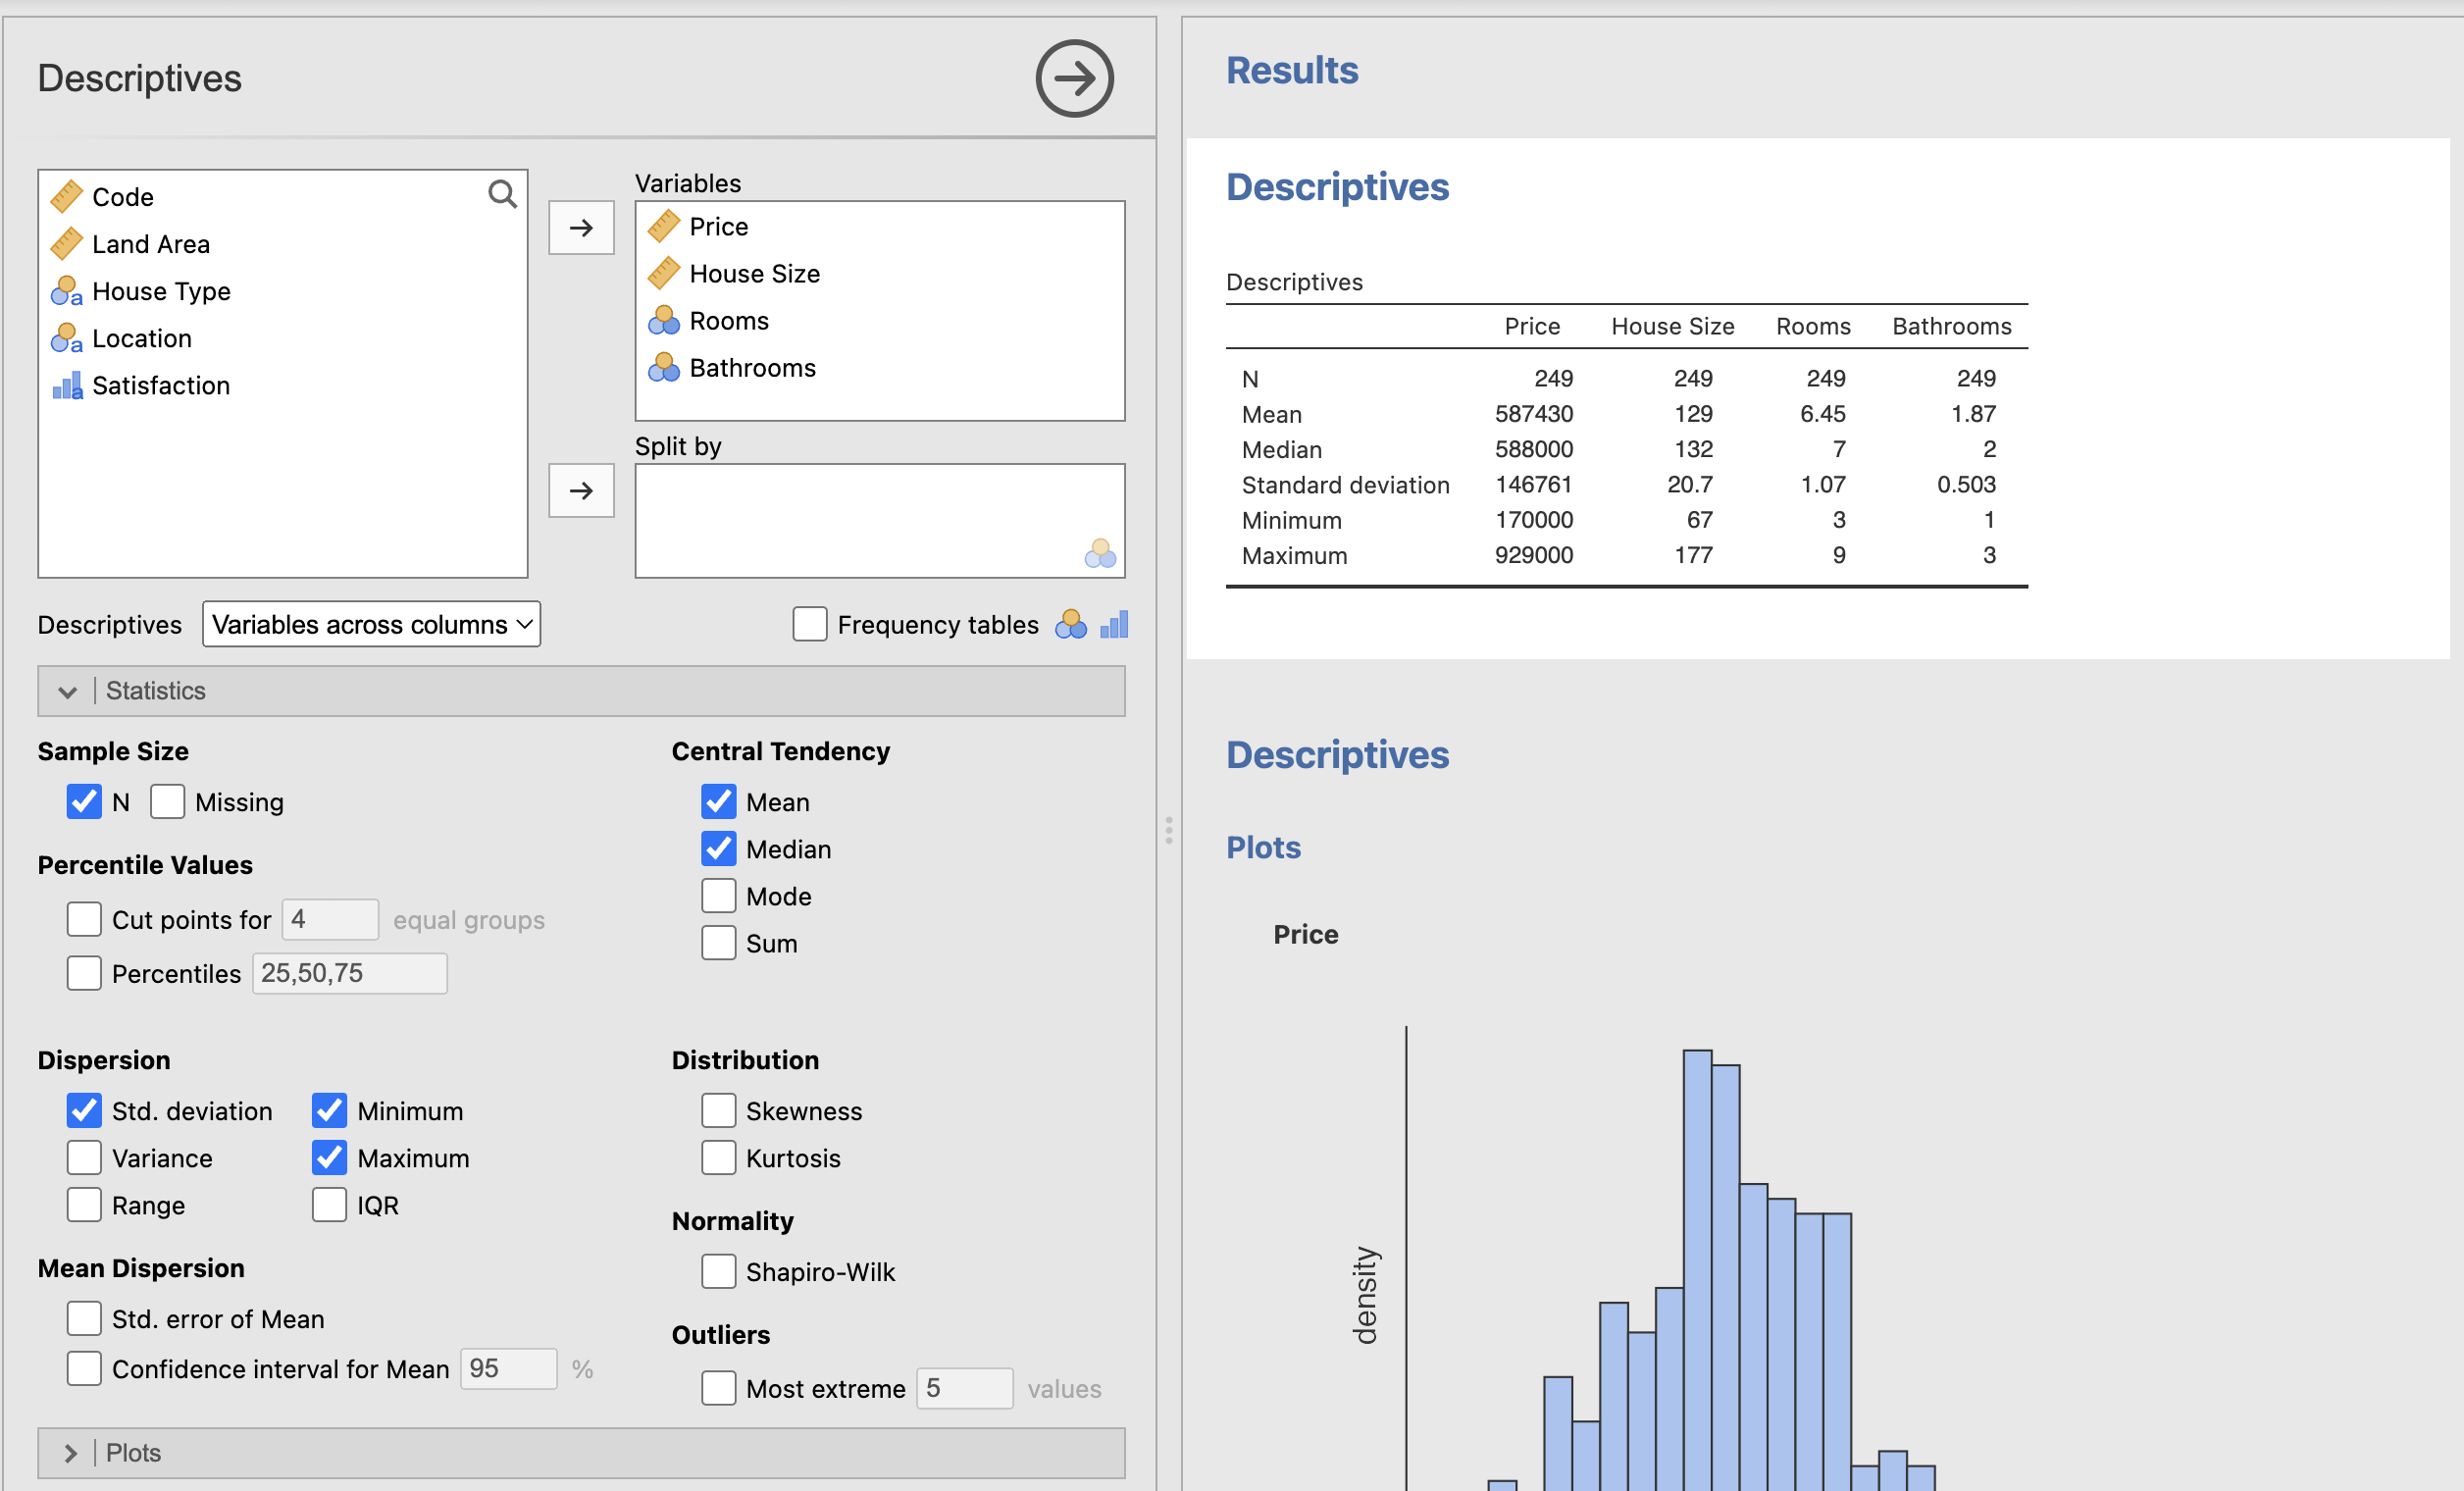 Descriptives
Code
Land Area
House Type
Location
Satisfaction
Variables
Price
House Size
Rooms
Bathrooms
Split by
Descriptives Variables across columns Frequency tables
Statistics
Sample Size
N Missing
Percentile Values
Cut points for 4 equal groups
Percentiles 25,50,75
Central Tendency
Mean
Median
Mode
Sum
Dispersion
Std. deviation Minimum
Variance Maximum
Range IQR
Distribution
Skewness
Kurtosis
Mean Dispersion
Std. error of Mean
Confidence interval for Mean 95 %
Normality
Shapiro-Wilk
Outliers
Most extreme 5 values
Plots
Results
Descriptives
Descriptives
Price House Size Rooms Bathrooms
N 249 249 249 249
Mean 587430 129 6.45 1.87
Median 588000 132 7 2
Standard deviation 146761 20.7 1.07 0.503
Minimum 170000 67 3 1
Maximum 929000 177 9 3
Descriptives
Plots
Price
density